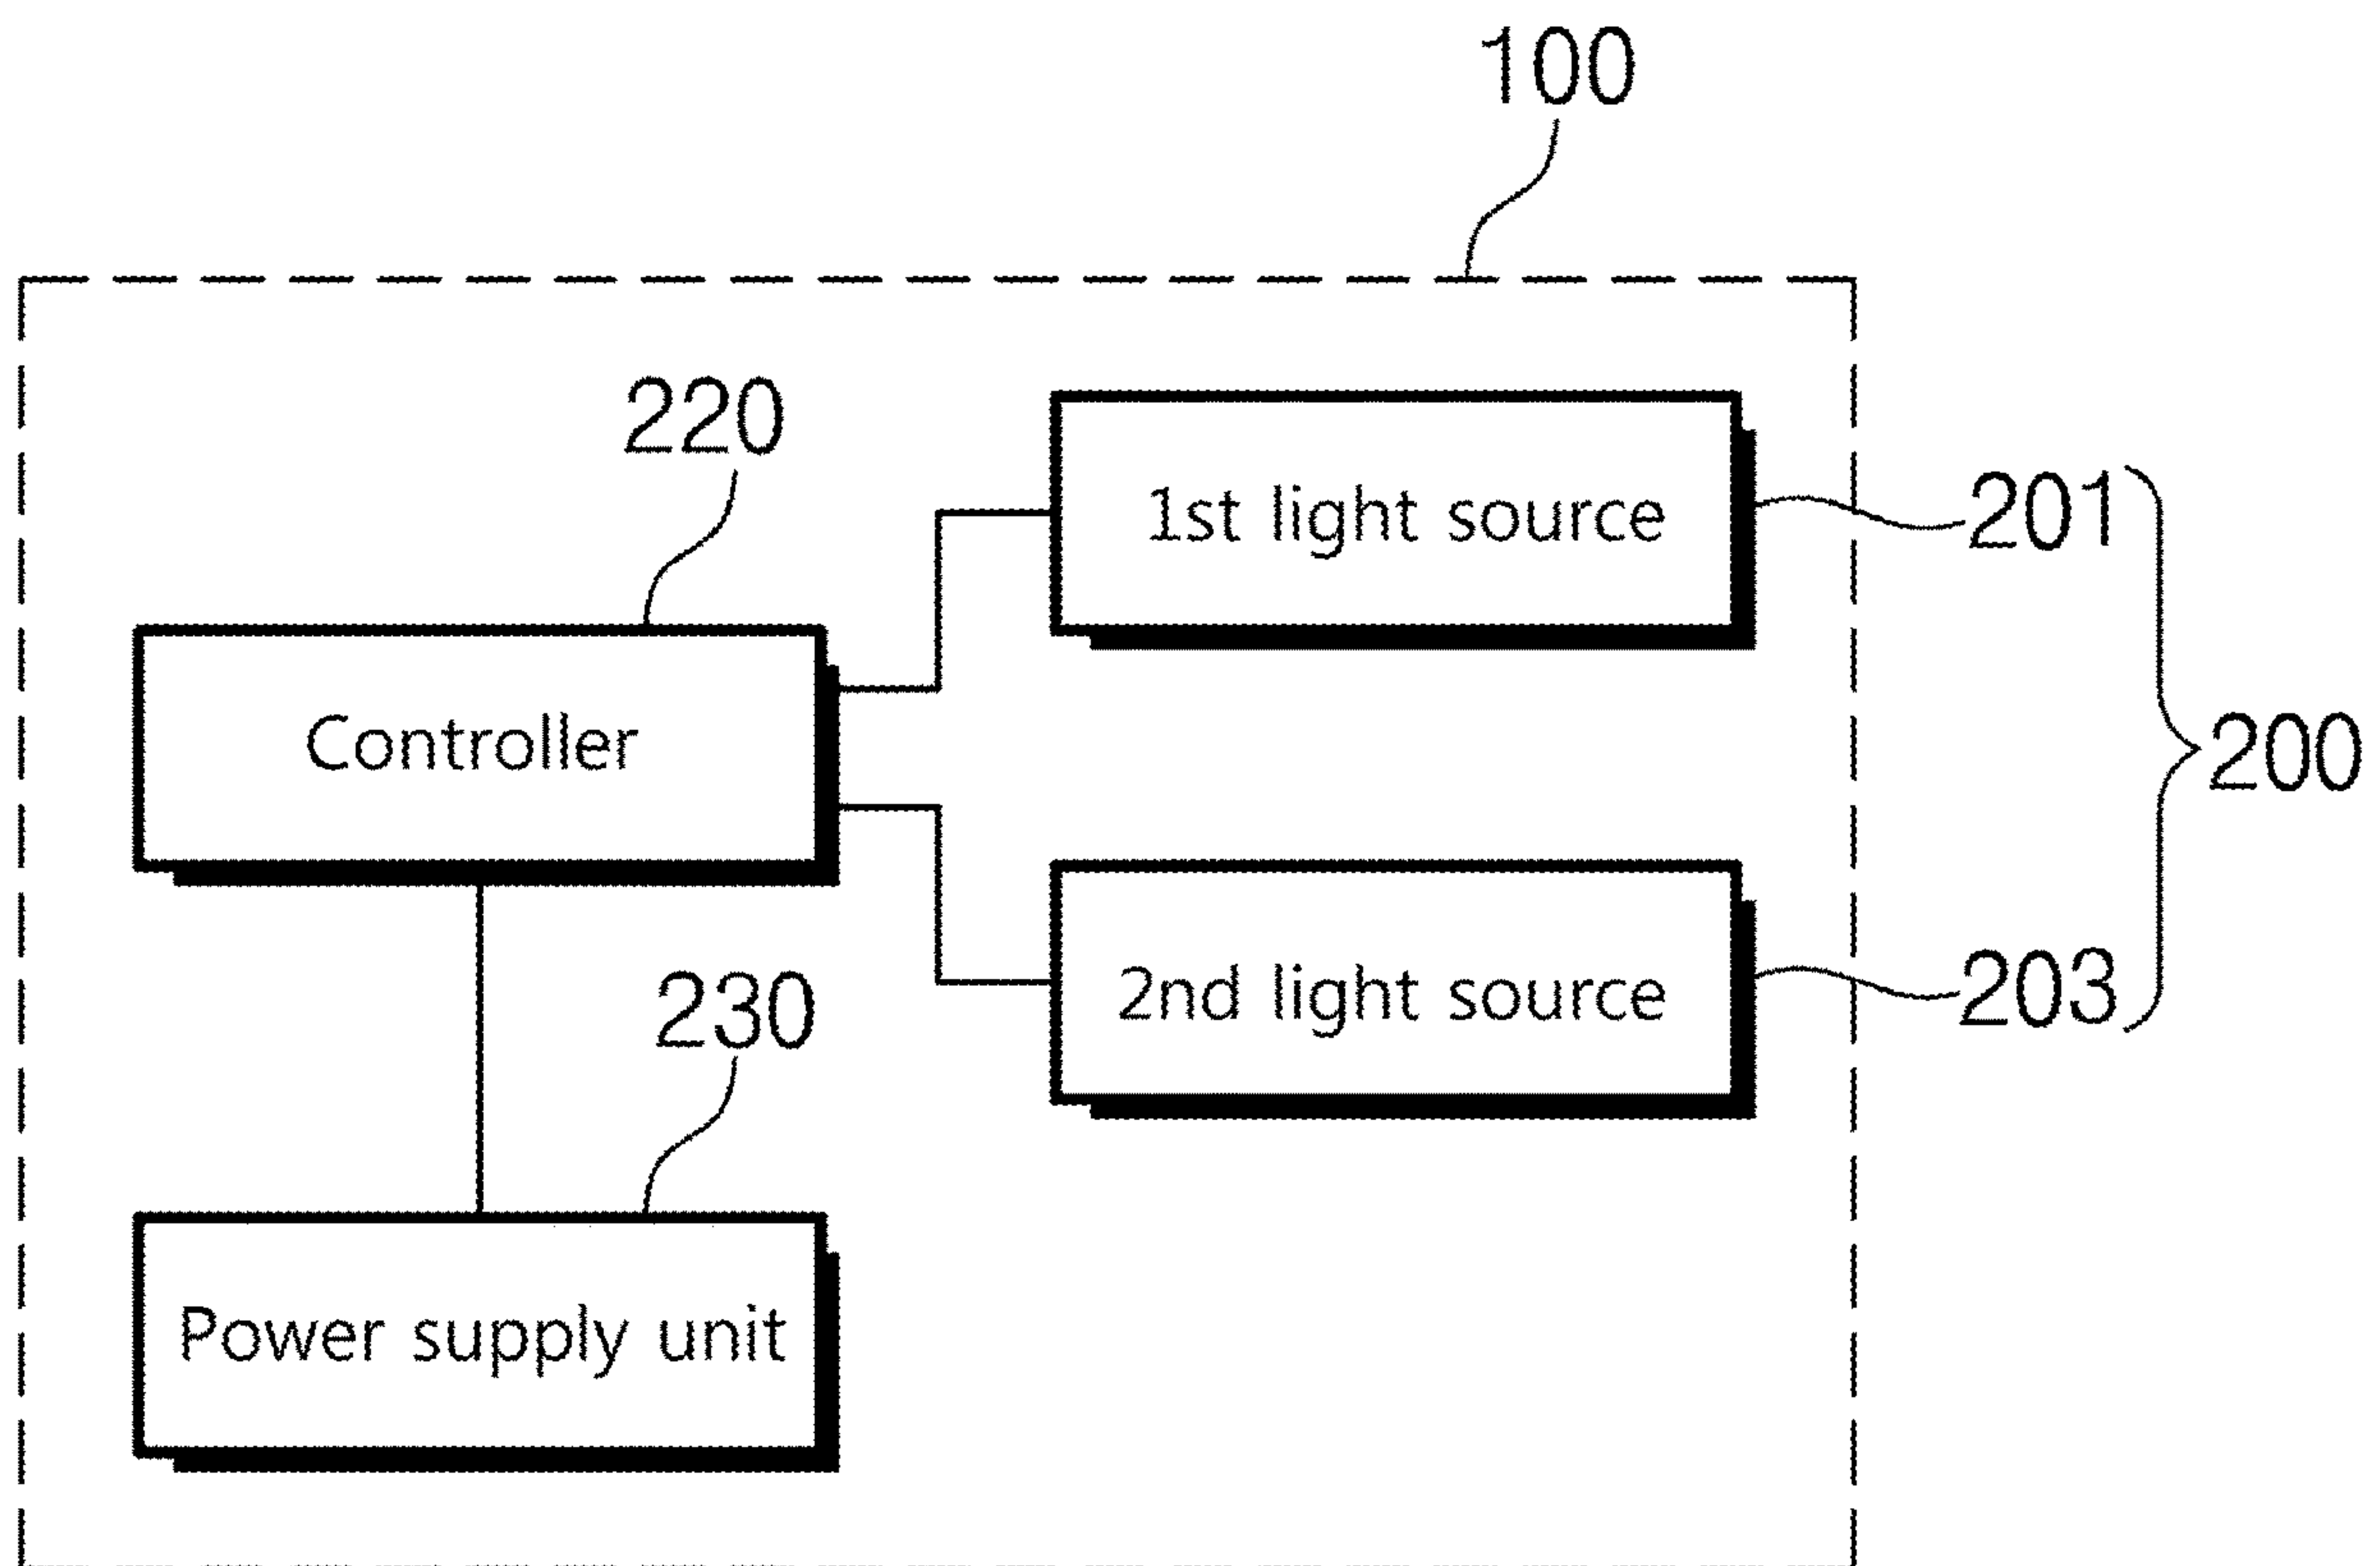 100
220
1st light source
201
Controller
200
2nd light source
203
230
Power supply unit